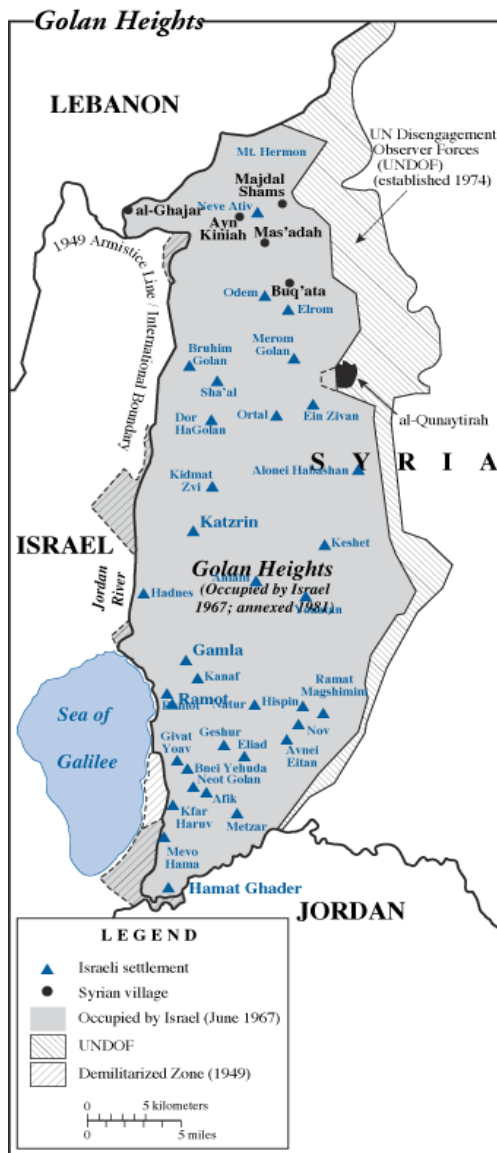 Golan Heights
LEBANON
UN Disengagement
Observer Forces
(UNDOF)
(established 1974)
Mt. Hermon
Majdal
Shams
Neve Ativ
al-Ghajar
Ayn
Kiniah
Mas'adah
1949 Armistice Line / International
Boundary
Buq'ata
Odem
Elrom
Merom
Golan
Bruhim
Golan
Sha'al
al-Qunaytirah
Dor
HaGolan
Ortal
Ein Zivan
SYRIA
Alonei Habashan
Kidmat
Zvi
Katzrin
ISRAEL
Keshet
Jordan
River
Golan Heights
(Occupied by Israel
1967; annexed 1981)
Hadnes
Gamla
Kanaf
Ramat
Magshimim
Ramot
Ramot
Natur
Hispin
Sea of
Galilee
Nov
Givat
Yoav
Geshur
Eliad
Avnei
Eitan
Bnei Yehuda
Neot Golan
Afik
Kfar
Haruv
Metzar
Mevo
Hama
Hamat Ghader
JORDAN
LEGEND
Israeli settlement
Syrian village
Occupied by Israel (June 1967)
UNDOF
Demilitarized Zone (1949)
0 5 kilometers
0 5 miles